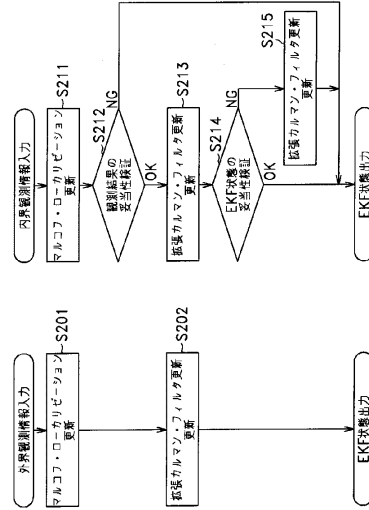 外界観測情報入力
マルコフ・ローカリゼーション
更新
S201
拡張カルマン・フィルタ更新
更新
S202
EKF状態出力
内界観測情報入力
マルコフ・ローカリゼーション
更新
S211
観測結果の
妥当性検証
S212
NG
OK
拡張カルマン・フィルタ更新
更新
S213
EKF状態の
妥当性検証
S214
NG
OK
拡張カルマン・フィルタ更新
更新
S215
EKF状態出力